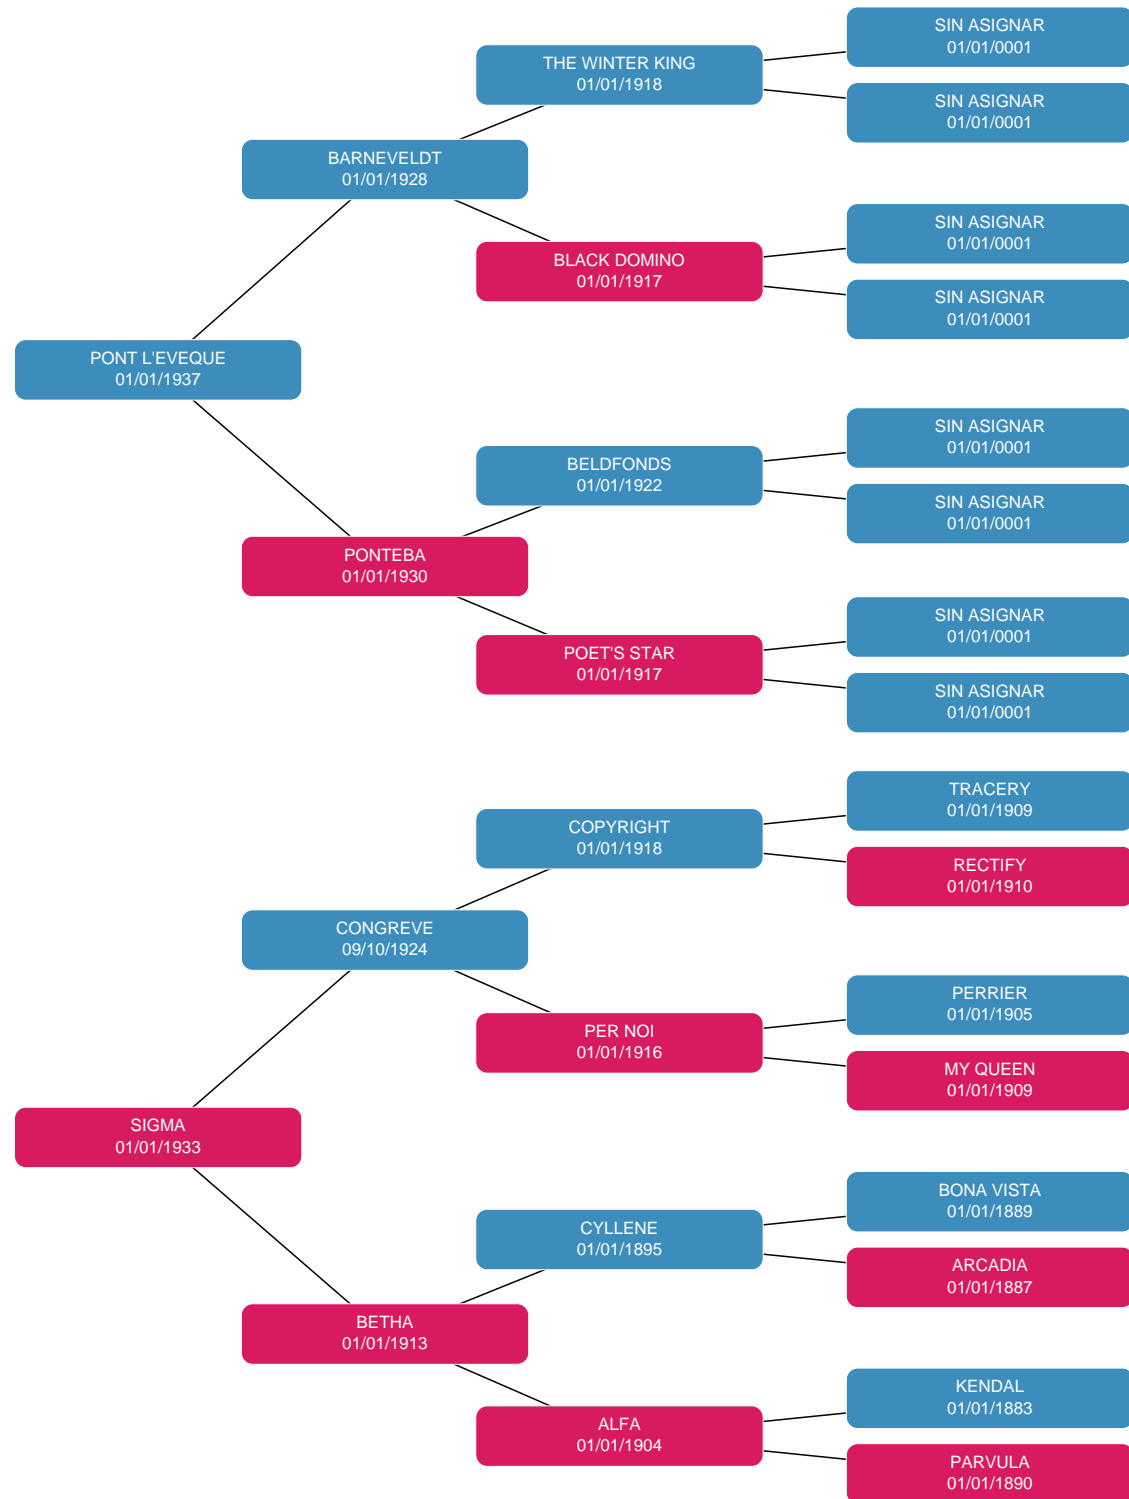 SIN ASIGNAR
01/01/0001
THE WINTER KING
01/01/1918
SIN ASIGNAR
01/01/0001
BARNEVELDT
01/01/1928
SIN ASIGNAR
01/01/0001
BLACK DOMINO
01/01/1917
SIN ASIGNAR
01/01/0001
PONT L'EVEQUE
01/01/1937
SIN ASIGNAR
01/01/0001
BELDFONDS
01/01/1922
SIN ASIGNAR
01/01/0001
PONTEBA
01/01/1930
SIN ASIGNAR
01/01/0001
POET'S STAR
01/01/1917
SIN ASIGNAR
01/01/0001
TRACERY
01/01/1909
COPYRIGHT
01/01/1918
RECTIFY
01/01/1910
CONGREVE
09/10/1924
PERRIER
01/01/1905
PER NOI
01/01/1916
MY QUEEN
01/01/1909
SIGMA
01/01/1933
BONA VISTA
01/01/1889
CYLLENE
01/01/1895
ARCADIA
01/01/1887
BETHA
01/01/1913
KENDAL
01/01/1883
ALFA
01/01/1904
PARVULA
01/01/1890